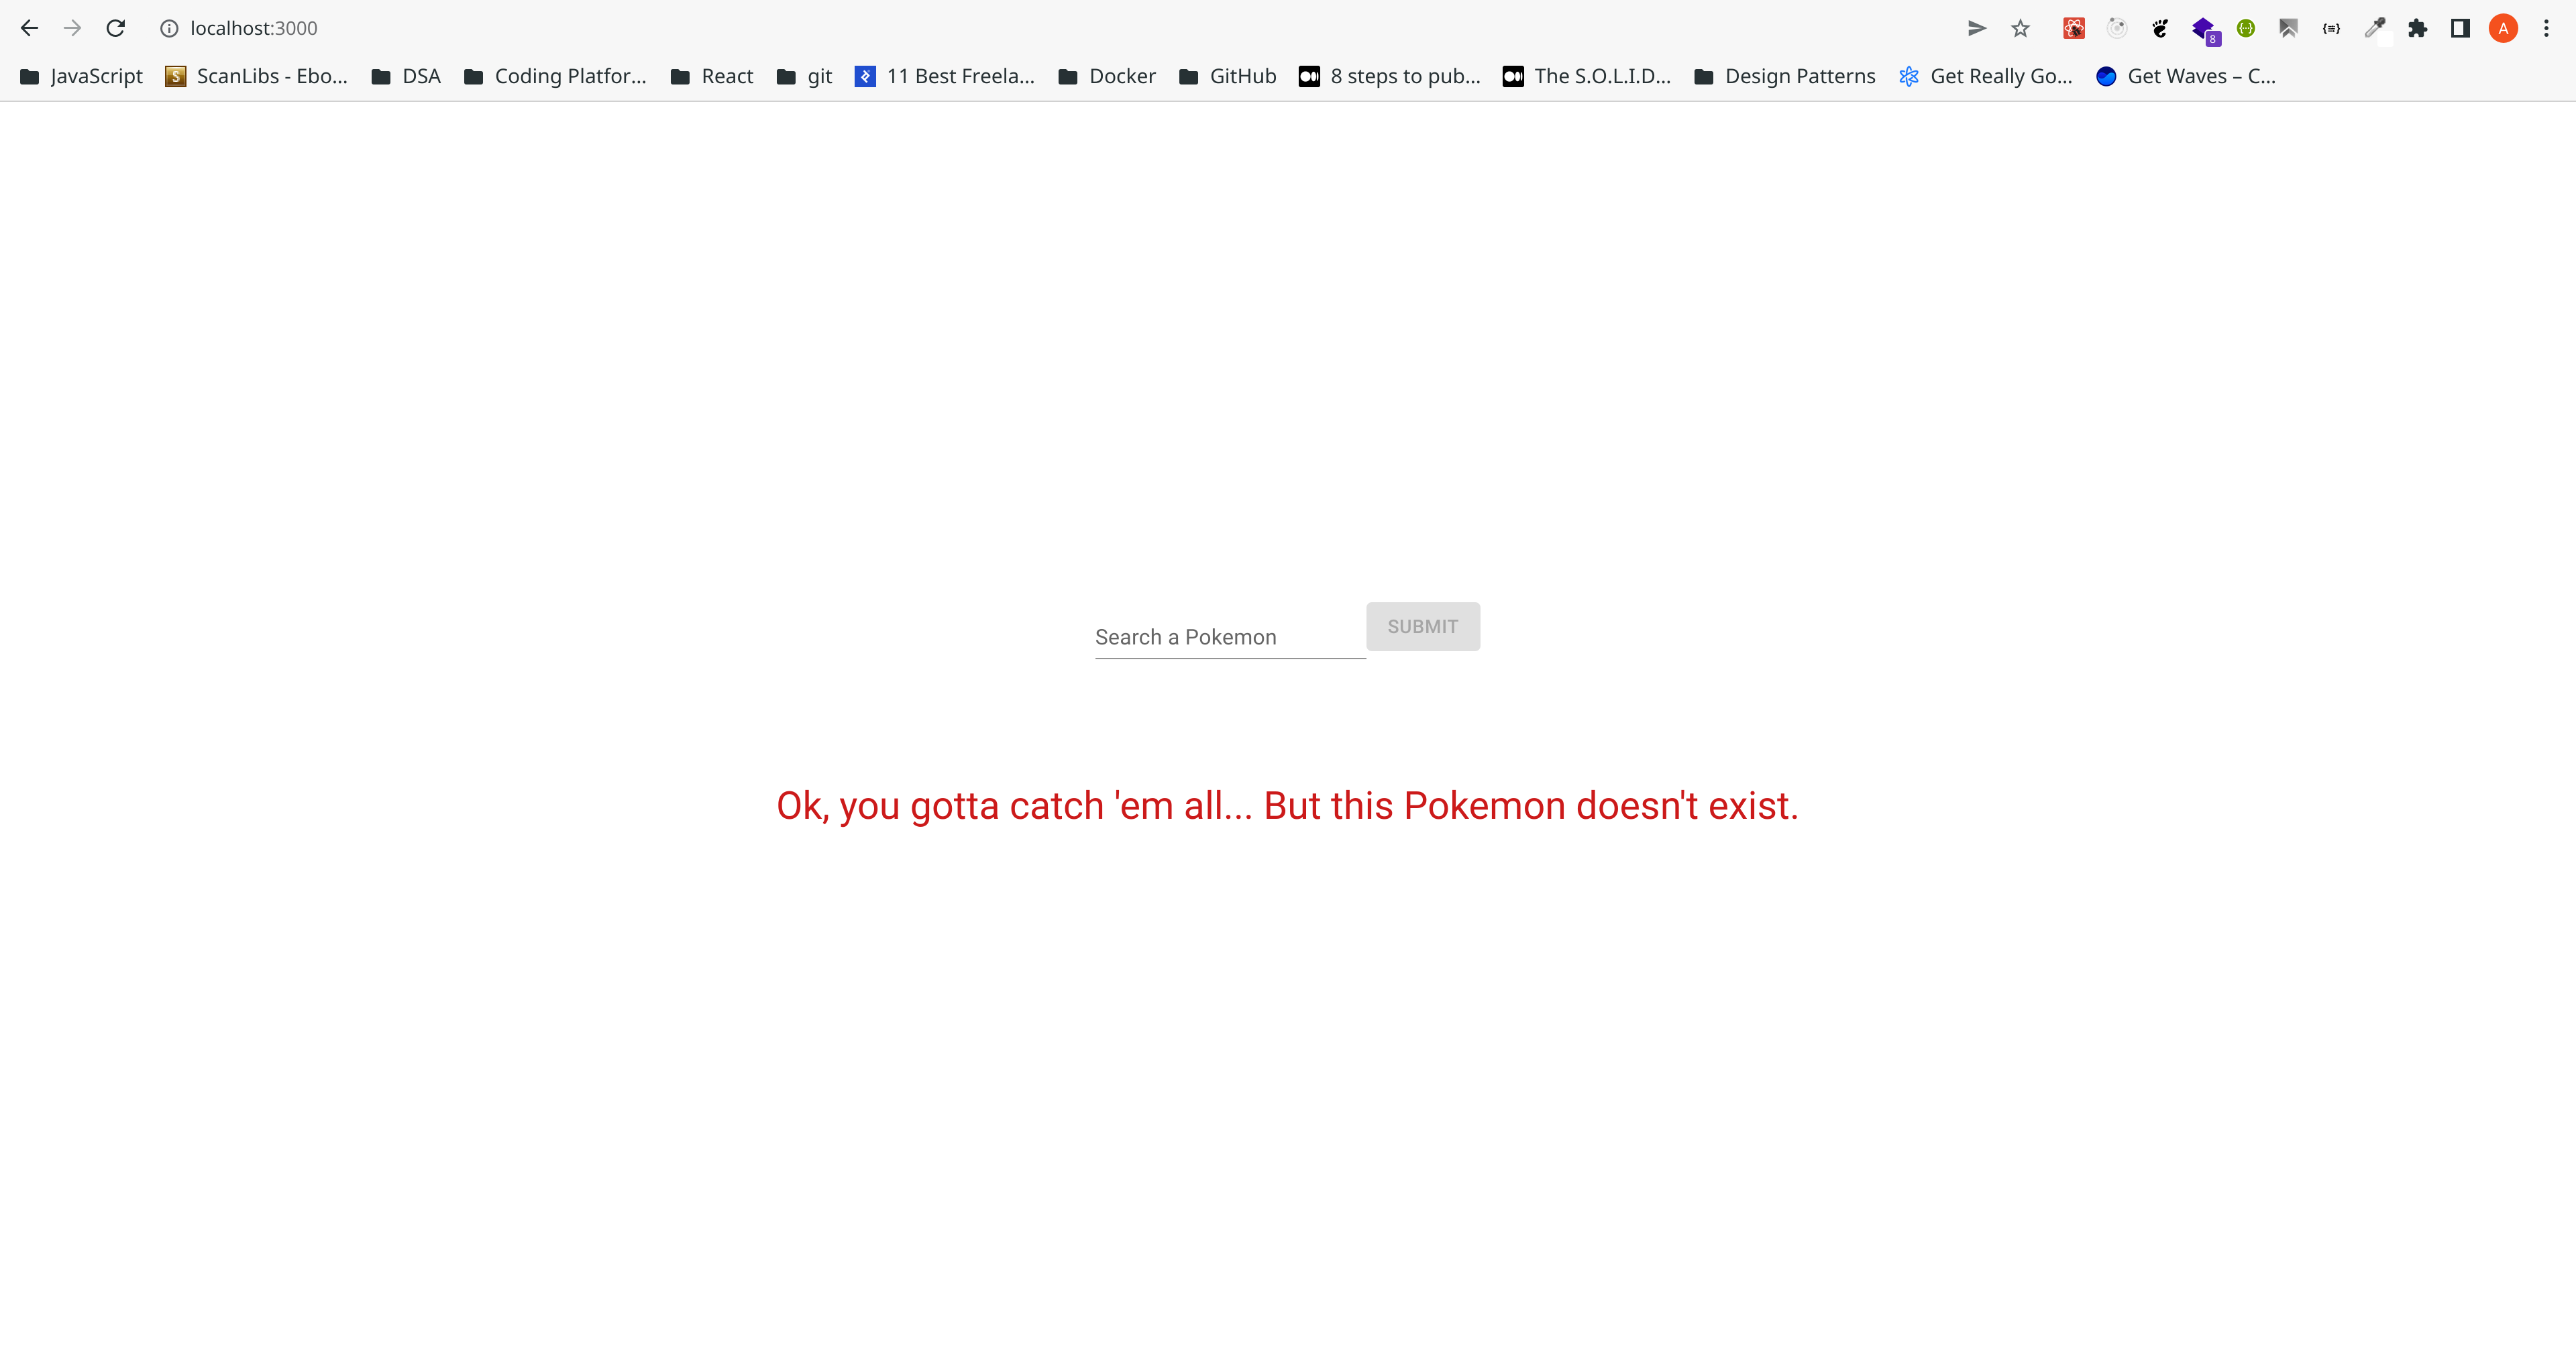 localhost:3000
8
A
JavaScript S ScanLibs - Ebo... DSA Coding Platfor... React git 11 Best Freela... Docker GitHub 8 steps to pub... The S.O.L.I.D... Design Patterns Get Really Go... Get Waves – C...
Search a Pokemon SUBMIT
Ok, you gotta catch 'em all... But this Pokemon doesn't exist.